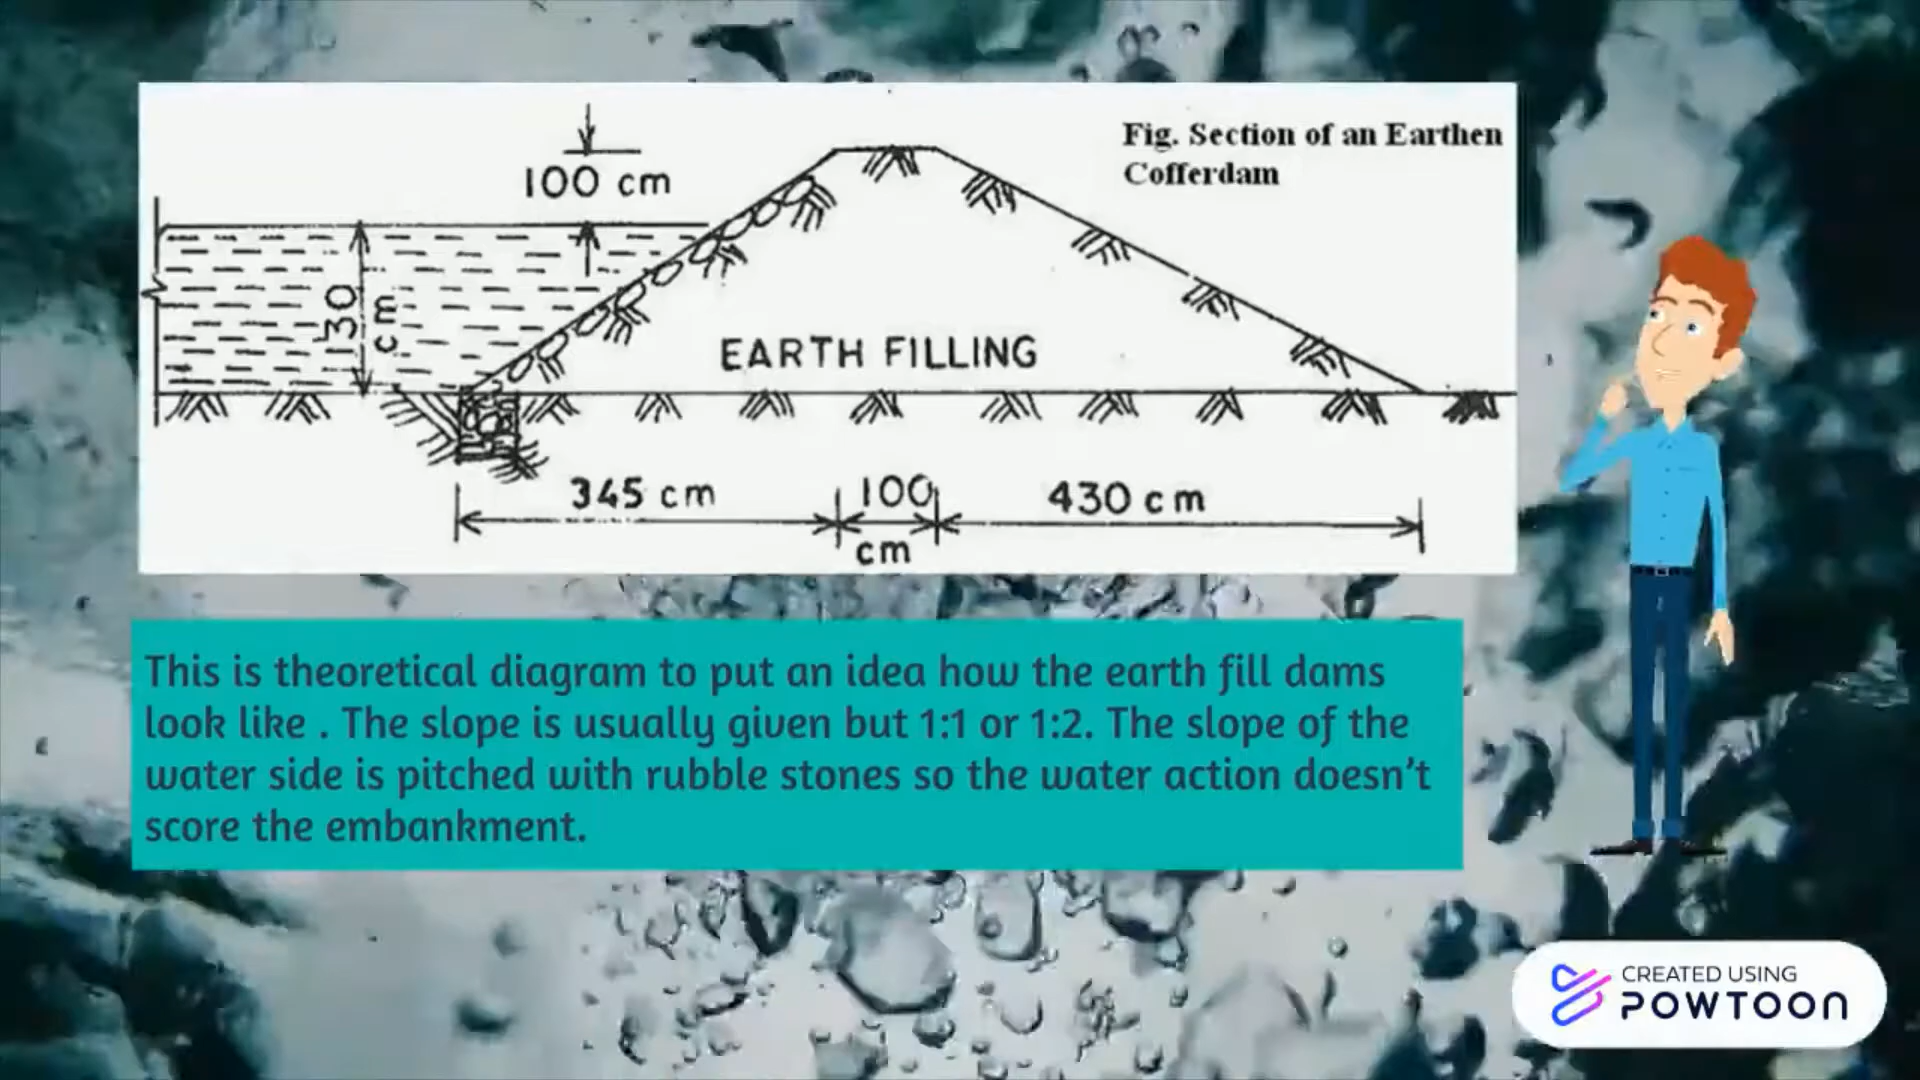 Fig. Section of an Earthen
Cofferdam
100 cm
30
cm
EARTH FILLING
345 cm
100
cm
430 cm
This is theoretical diagram to put an idea how the earth fill dams
look like . The slope is usually given but 1:1 or 1:2. The slope of the
water side is pitched with rubble stones so the water action doesn't
score the embankment.
CREATED USING
POWTOON